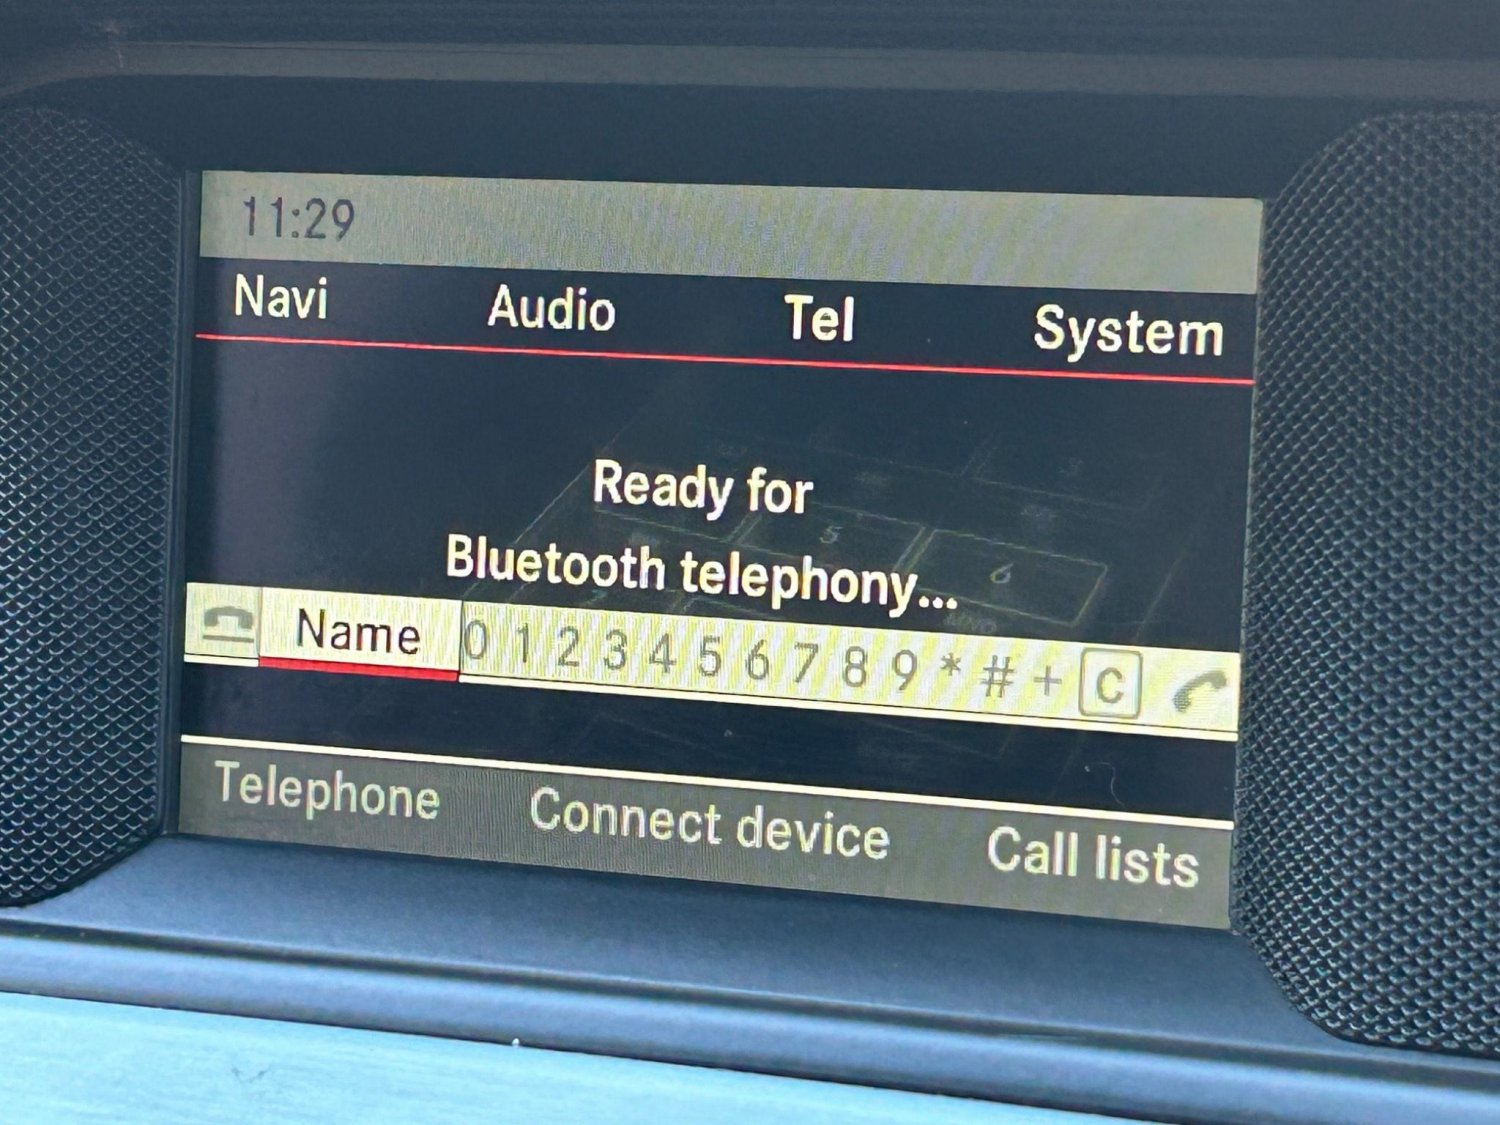 11:29
Navi Audio Tel System
Ready for
Bluetooth telephony...
Name 0 1 2 3 4 5 6 7 8 9 * # + C
Telephone Connect device Call lists